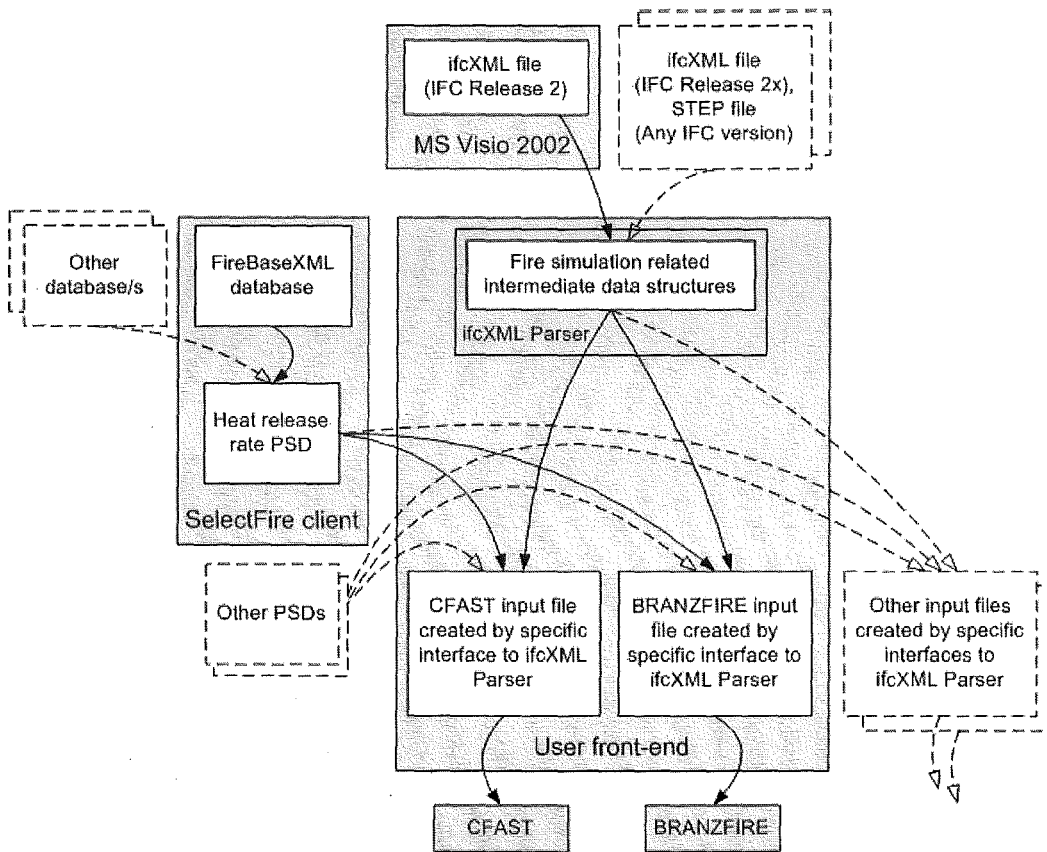 ifcXML file
(IFC Release 2)
MS Visio 2002
ifcXML file
(IFC Release 2x),
STEP file
(Any IFC version)
Other
database/s
FireBaseXML
database
Heat release
rate PSD
SelectFire client
Fire simulation related
intermediate data structures
ifcXML Parser
Other PSDs
CFAST input file
created by specific
interface to ifcXML
Parser
BRANZFIRE input
file created by
specific interface to
ifcXML Parser
Other input files
created by specific
interfaces to
ifcXML Parser
User front-end
CFAST
BRANZFIRE